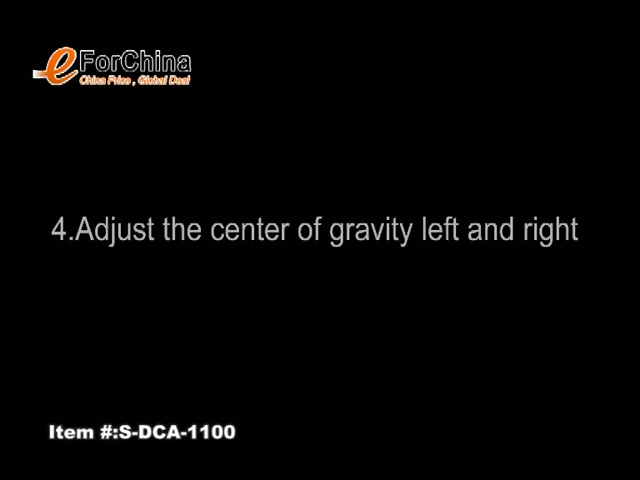 eForChina
China Price , Global Deal
4.Adjust the center of gravity left and right
Item #:S-DCA-1100